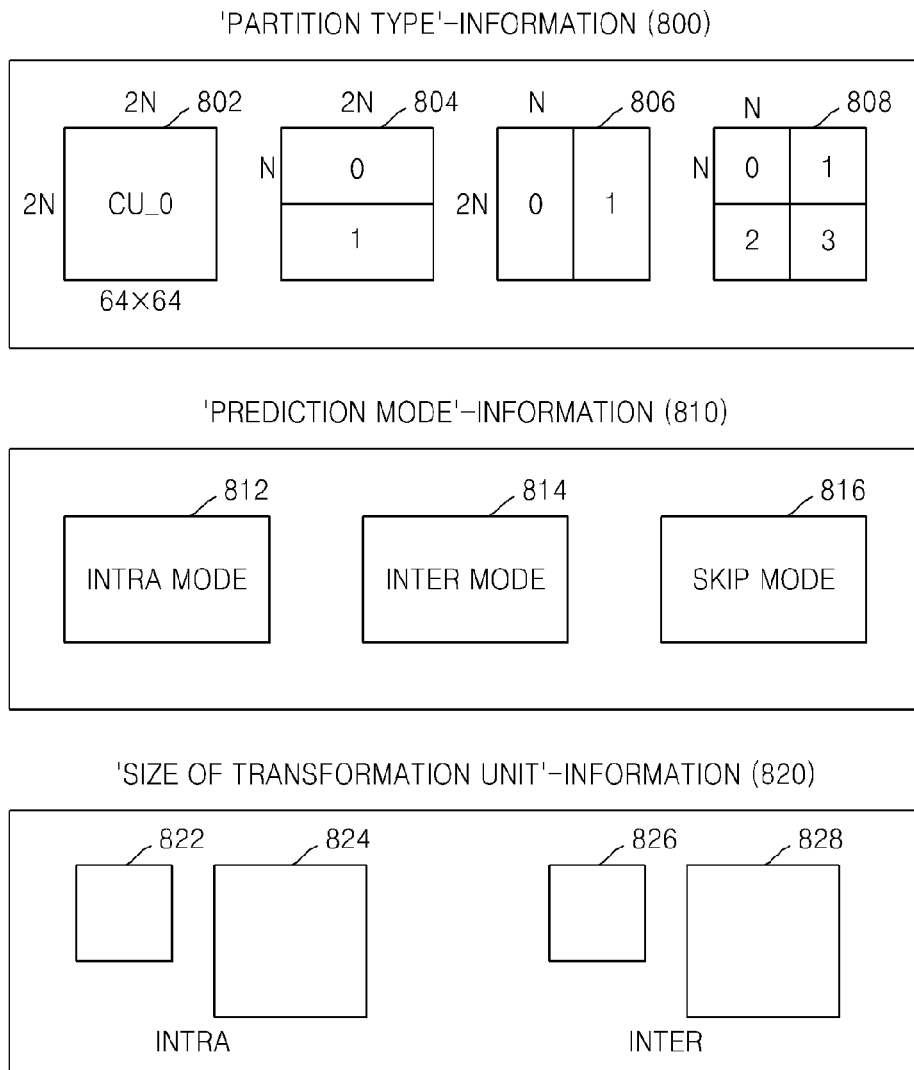 'PARTITION TYPE'-INFORMATION (800)
2N 802 2N 804 N 806 N 808
2N CU_0 N 0 2N 0 1 N 0 1
1 2 3
64×64
'PREDICTION MODE'-INFORMATION (810)
812 814 816
INTRA MODE INTER MODE SKIP MODE
'SIZE OF TRANSFORMATION UNIT'-INFORMATION (820)
822 824 826 828
INTRA INTER